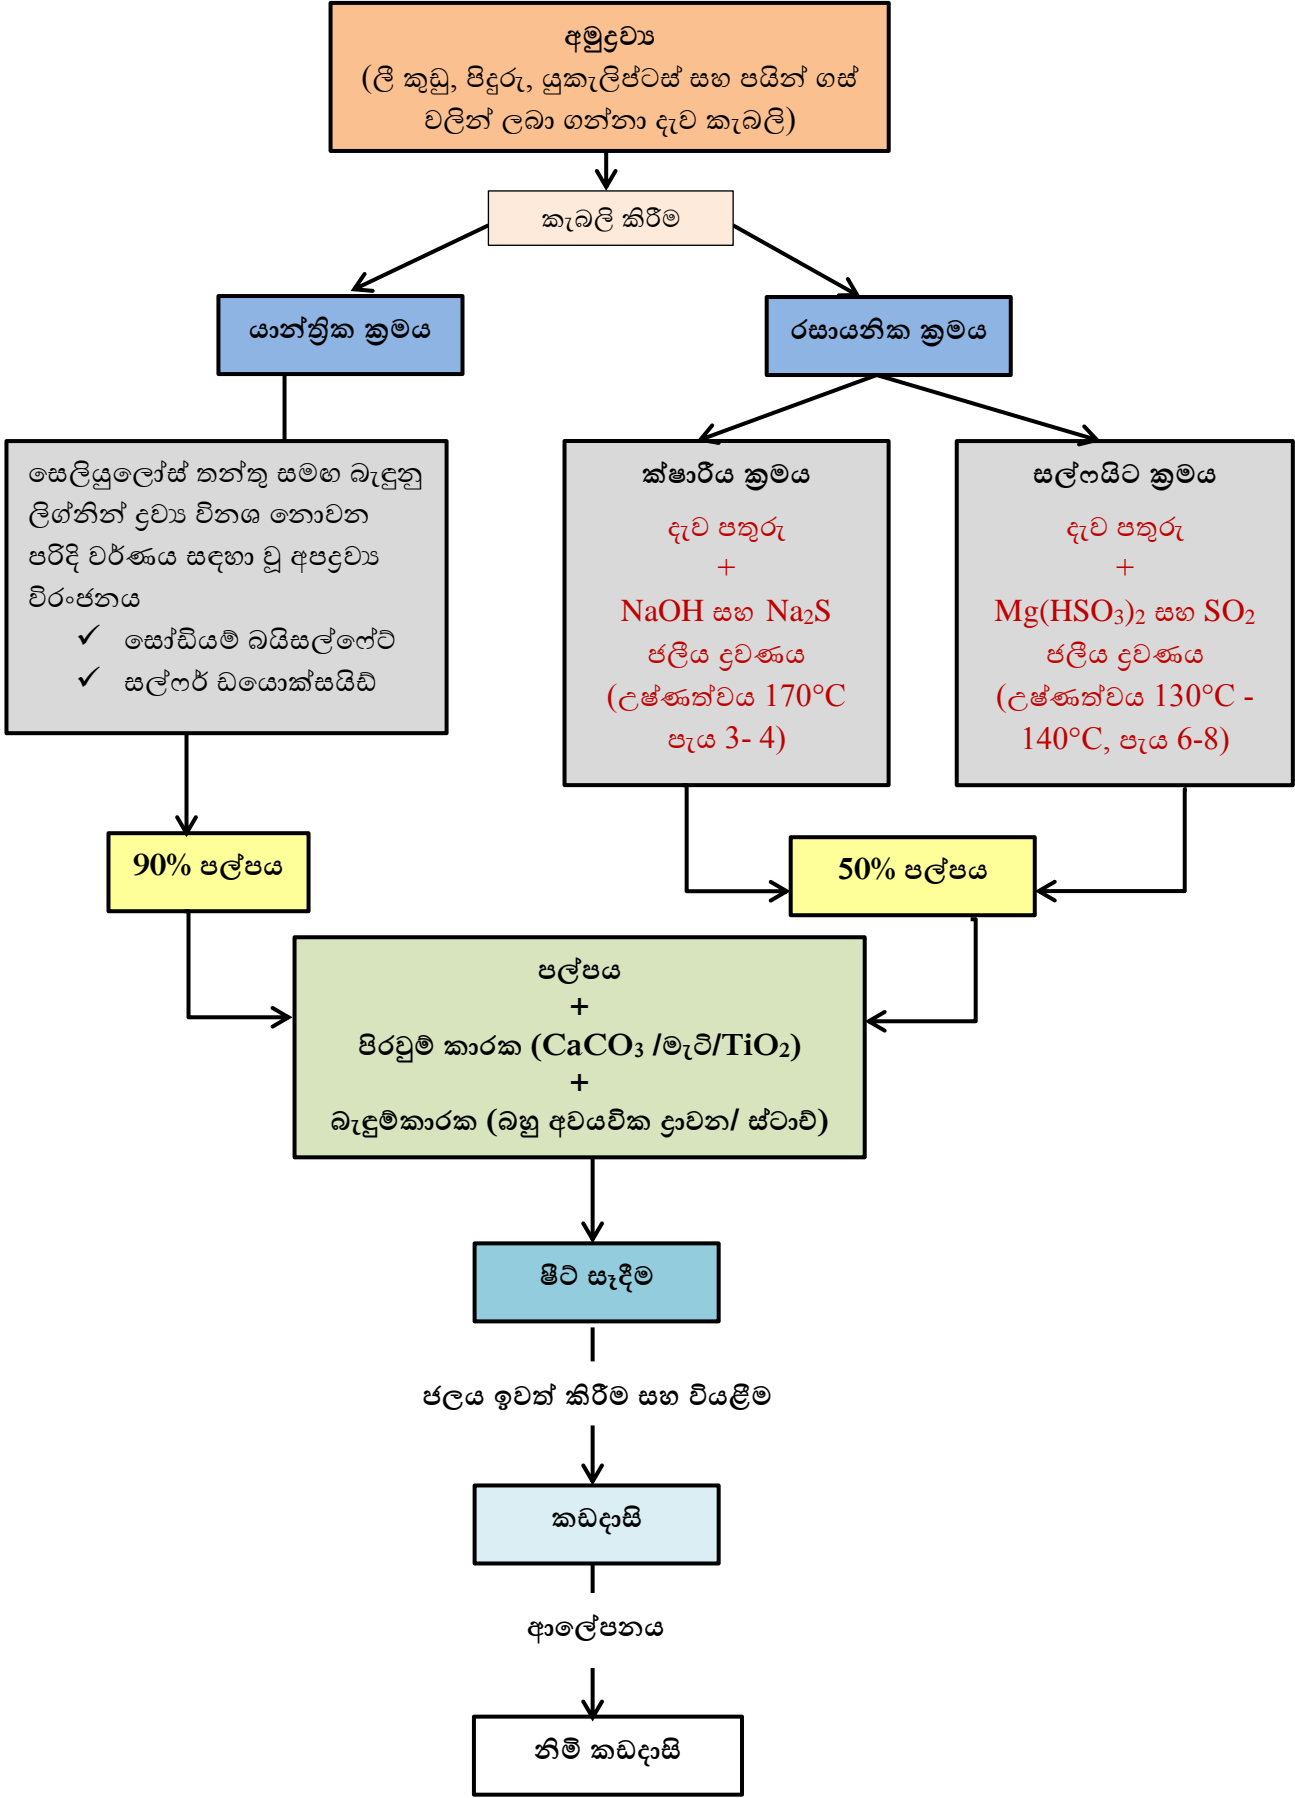 අමුද්‍රව්‍ය
(ලී කුඩු, පිදුරු, යුකැලිප්ටස් සහ පයින් ගස්
වලින් ලබා ගන්නා දැව කැබලි)
කැබලි කිරීම
යාන්ත්‍රික ක්‍රමය
රසායනික ක්‍රමය
සෙලියුලෝස් තන්තු සමඟ බැඳුනු
ලිග්නින් ද්‍රව්‍ය විනශ නොවන
පරිදි වර්ණය සඳහා වූ අපද්‍රව්‍ය
විරංජනය
✓ සෝඩියම් බයිසල්ෆේට්
✓ සල්ෆර් ඩයොක්සයිඩ්
ක්ෂාරීය ක්‍රමය
දැව පතුරු
+
NaOH සහ Na₂S
ජලීය ද්‍රවණය
(උෂ්ණත්වය 170°C
පැය 3- 4)
සල්ෆයිට ක්‍රමය
දැව පතුරු
+
Mg(HSO₃)₂ සහ SO₂
ජලීය ද්‍රවණය
(උෂ්ණත්වය 130°C -
140°C, පැය 6-8)
90% පල්පය
50% පල්පය
පල්පය
+
පිරවුම් කාරක (CaCO₃ /මැටි/TiO₂)
+
බැඳුම්කාරක (බහු අවයවික ද්‍රාවන/ ස්ටාච්)
ෂීට් සෑදීම
ජලය ඉවත් කිරීම සහ වියළීම
කඩදාසි
ආලේපනය
නිමි කඩදාසි